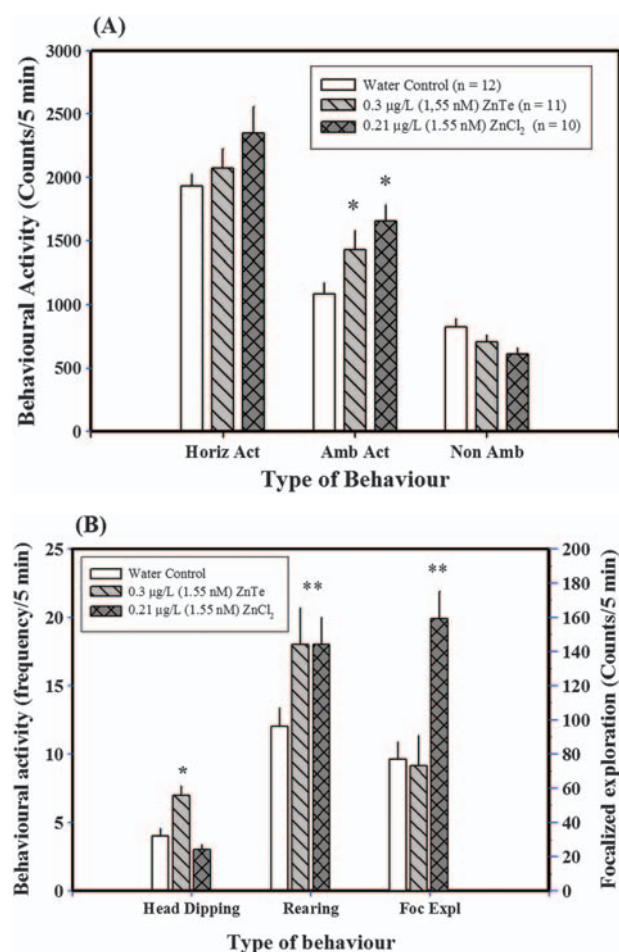 (A)
Behavioural Activity (Counts/5 min)
3000
2500
2000
1500
1000
500
0
Water Control (n = 12)
0.3 µg/L (1,55 nM) ZnTe (n = 11)
0.21 µg/L (1.55 nM) ZnCl₂ (n = 10)
* *
Horiz Act Amb Act Non Amb
Type of Behaviour
(B)
Behavioural activity (frequency/5 min)
25
20
15
10
5
0
Water Control
0.3 µg/L (1.55 nM) ZnTe
0.21 µg/L (1.55 nM) ZnCl₂
* ** **
200
180
160
140
120
100
80
60
40
20
0
Focalized exploration (Counts/5 min)
Head Dipping Rearing Foc Expl
Type of behaviour